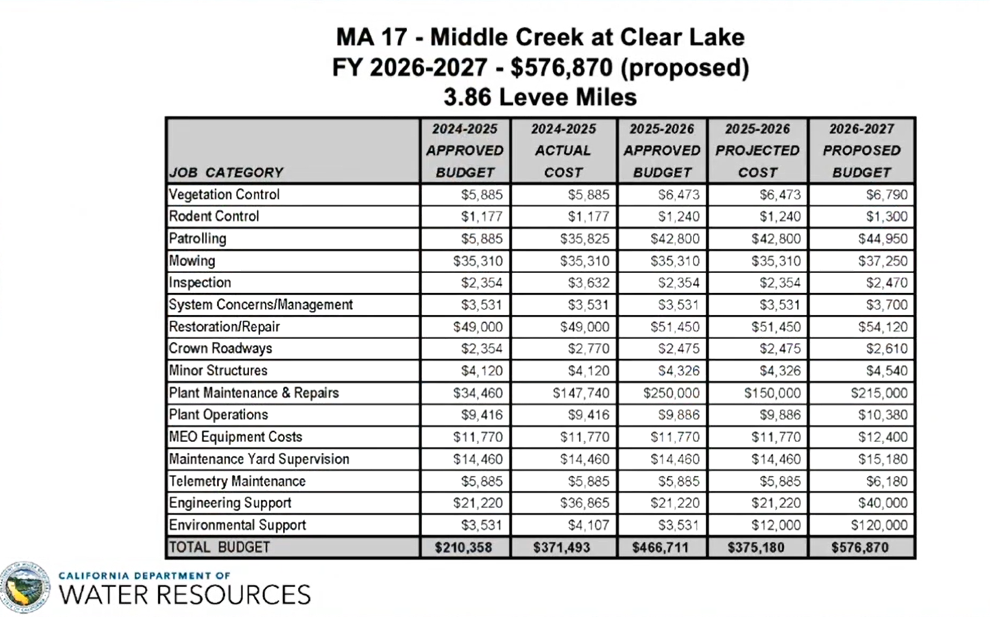 MA 17 - Middle Creek at Clear Lake
FY 2026-2027 - $576,870 (proposed)
3.86 Levee Miles
JOB CATEGORY 2024-2025 APPROVED BUDGET 2024-2025 ACTUAL COST 2025-2026 APPROVED BUDGET 2025-2026 PROJECTED COST 2026-2027 PROPOSED BUDGET
Vegetation Control $5,885 $5,885 $6,473 $6,473 $6,790
Rodent Control $1,177 $1,177 $1,240 $1,240 $1,300
Patrolling $5,885 $35,825 $42,800 $42,800 $44,950
Mowing $35,310 $35,310 $35,310 $35,310 $37,250
Inspection $2,354 $3,632 $2,354 $2,354 $2,470
System Concerns/Management $3,531 $3,531 $3,531 $3,531 $3,700
Restoration/Repair $49,000 $49,000 $51,450 $51,450 $54,120
Crown Roadways $2,354 $2,770 $2,475 $2,475 $2,610
Minor Structures $4,120 $4,120 $4,326 $4,326 $4,540
Plant Maintenance & Repairs $34,460 $147,740 $250,000 $150,000 $215,000
Plant Operations $9,416 $9,416 $9,886 $9,886 $10,380
MEO Equipment Costs $11,770 $11,770 $11,770 $11,770 $12,400
Maintenance Yard Supervision $14,460 $14,460 $14,460 $14,460 $15,180
Telemetry Maintenance $5,885 $5,885 $5,885 $5,885 $6,180
Engineering Support $21,220 $36,865 $21,220 $21,220 $40,000
Environmental Support $3,531 $4,107 $3,531 $12,000 $120,000
TOTAL BUDGET $210,358 $371,493 $466,711 $375,180 $576,870
CALIFORNIA DEPARTMENT OF
WATER RESOURCES